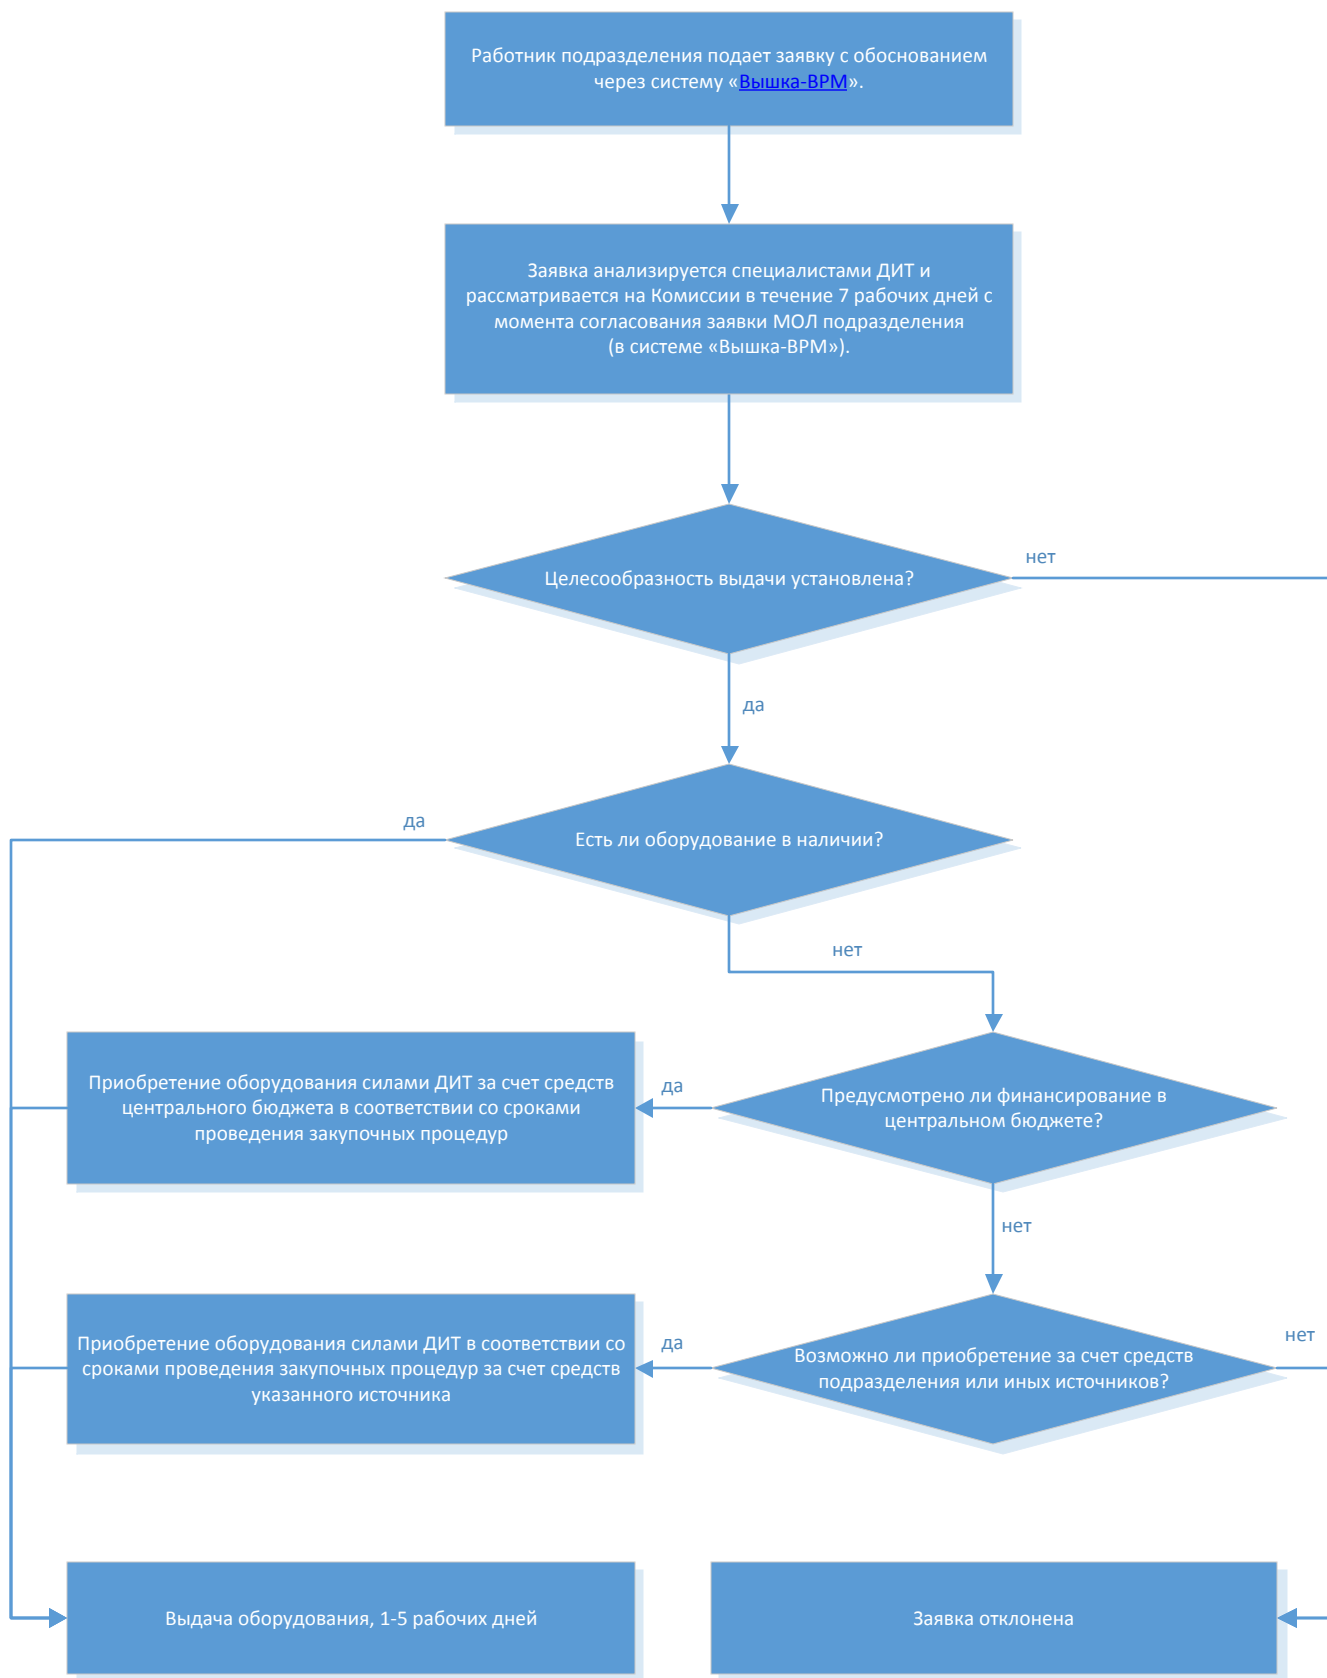 Работник подразделения подает заявку с обоснованием
через систему «Вышка-ВРМ».
Заявка анализируется специалистами ДИТ и
рассматривается на Комиссии в течение 7 рабочих дней с
момента согласования заявки МОЛ подразделения
(в системе «Вышка-ВРМ»).
Целесообразность выдачи установлена?
нет
да
Есть ли оборудование в наличии?
да
нет
Предусмотрено ли финансирование в
центральном бюджете?
да
Приобретение оборудования силами ДИТ за счет средств
центрального бюджета в соответствии со сроками
проведения закупочных процедур
нет
Возможно ли приобретение за счет средств
подразделения или иных источников?
да
нет
Приобретение оборудования силами ДИТ в соответствии со
сроками проведения закупочных процедур за счет средств
указанного источника
Выдача оборудования, 1-5 рабочих дней
Заявка отклонена